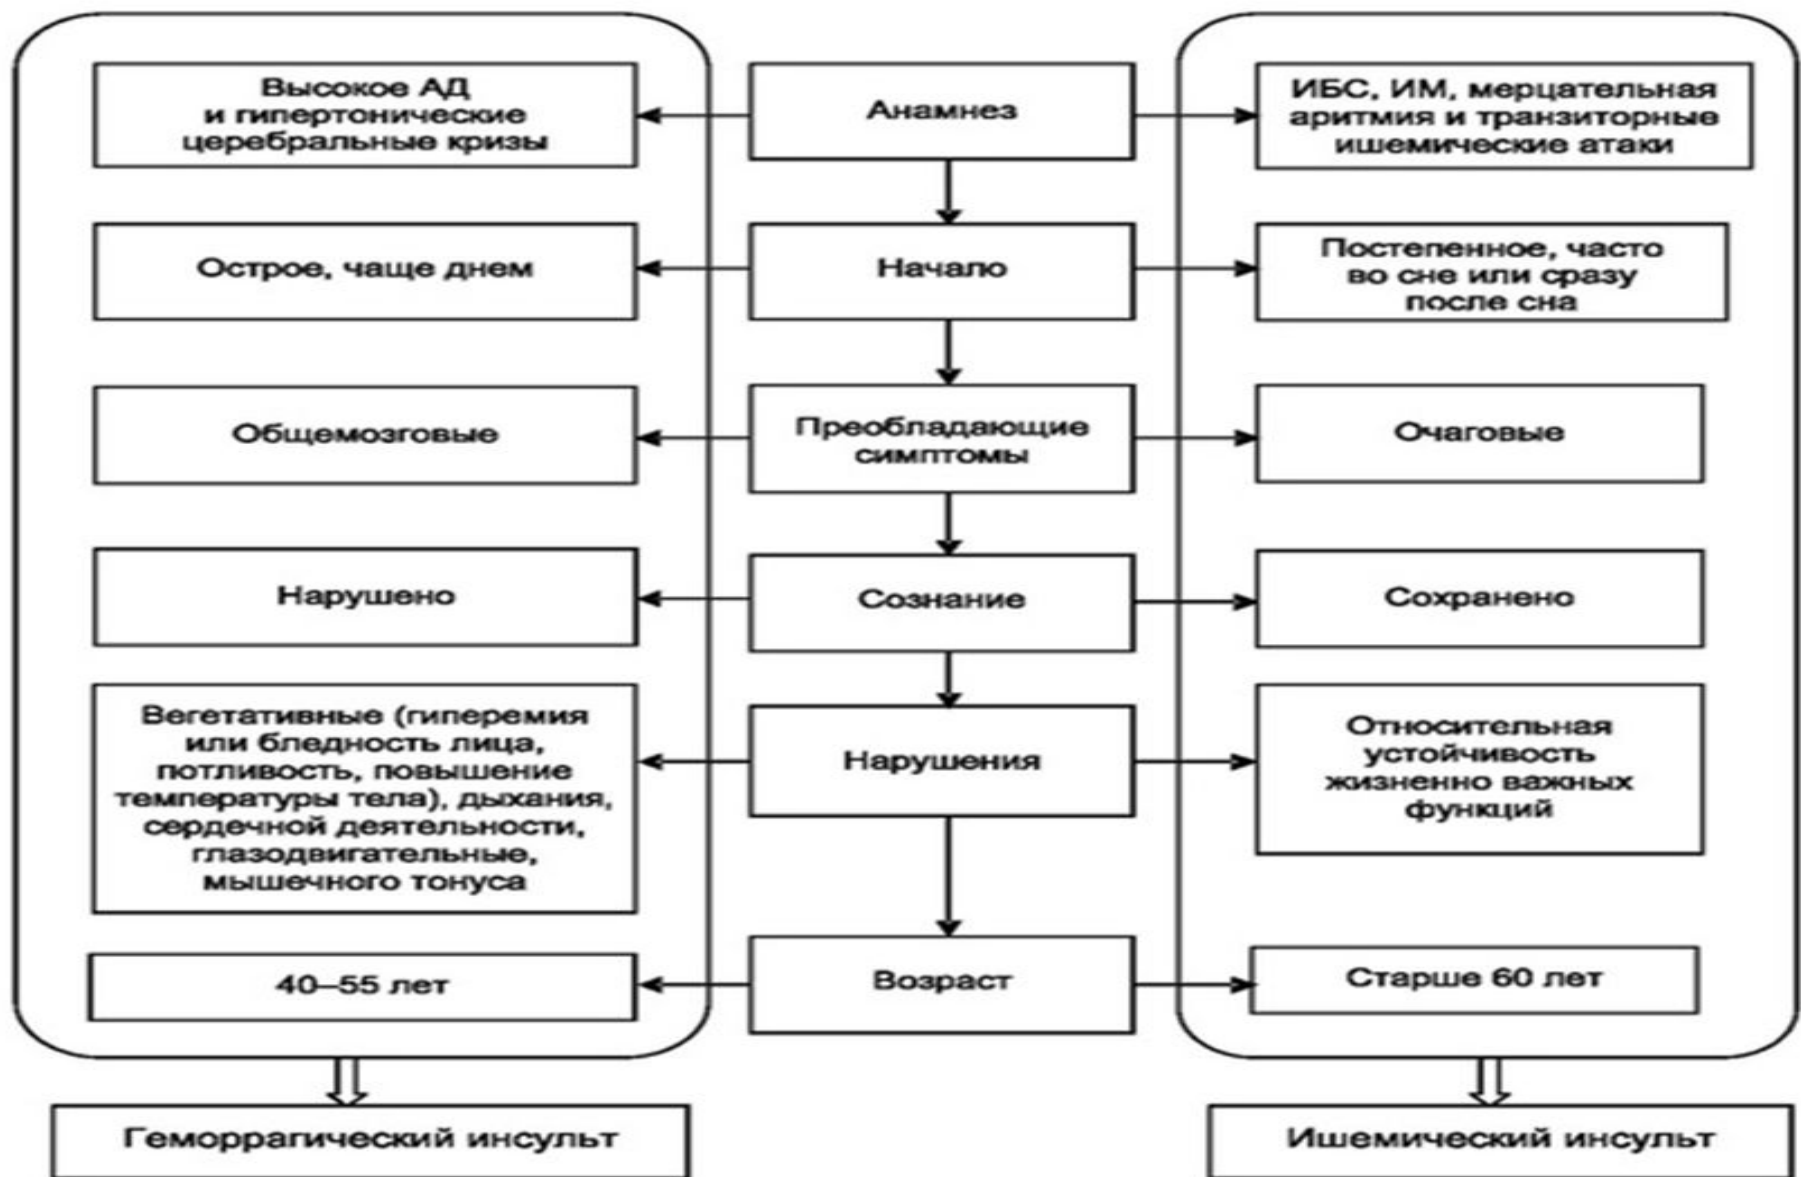 Высокое АД
и гипертонические
церебральные кризы
Анамнез
ИБС, ИМ, мерцательная
аритмия и транзиторные
ишемические атаки
Острое, чаще днем
Начало
Постепенное, часто
во сне или сразу
после сна
Общемозговые
Преобладающие
симптомы
Очаговые
Нарушено
Сознание
Сохранено
Вегетативные (гиперемия
или бледность лица,
потливость, повышение
температуры тела), дыхания,
сердечной деятельности,
глазодвигательные,
мышечного тонуса
Нарушения
Относительная
устойчивость
жизненно важных
функций
40–55 лет
Возраст
Старше 60 лет
Геморрагический инсульт
Ишемический инсульт